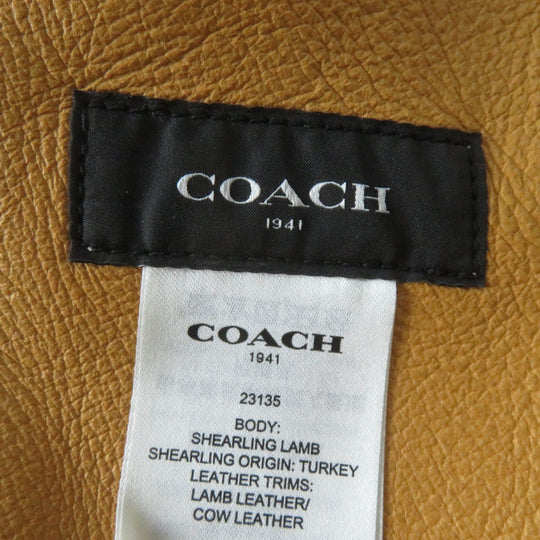 COACH
1941
COACH
1941
23135
BODY:
SHEARLING LAMB
SHEARLING ORIGIN: TURKEY
LEATHER TRIMS:
LAMB LEATHER/
COW LEATHER